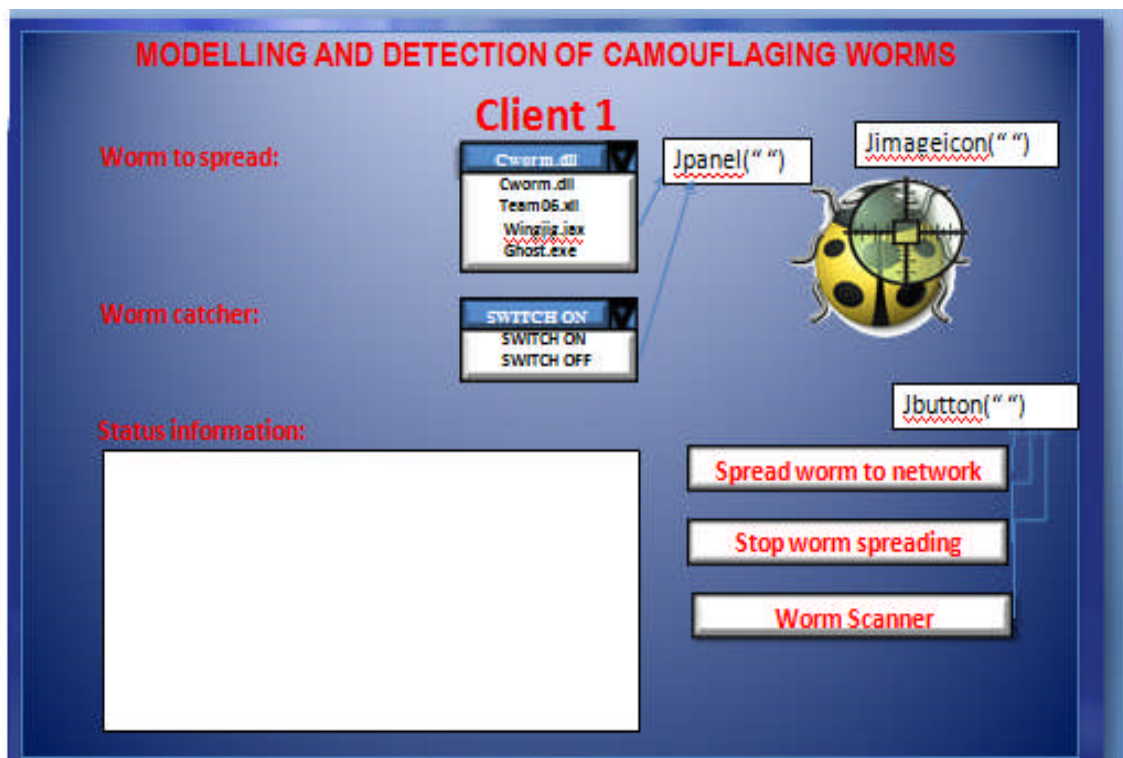 MODELLING AND DETECTION OF CAMOUFLAGING WORMS
Client 1
Worm to spread:
Cworm.dll
Cworm.dll
Team06.xll
Wingjig.jax
Ghost.exe
Jpanel(“ “)
Jimageicon(“ “)
Worm catcher:
SWITCH ON
SWITCH ON
SWITCH OFF
Jbutton(“ “)
Status information:
Spread worm to network
Stop worm spreading
Worm Scanner